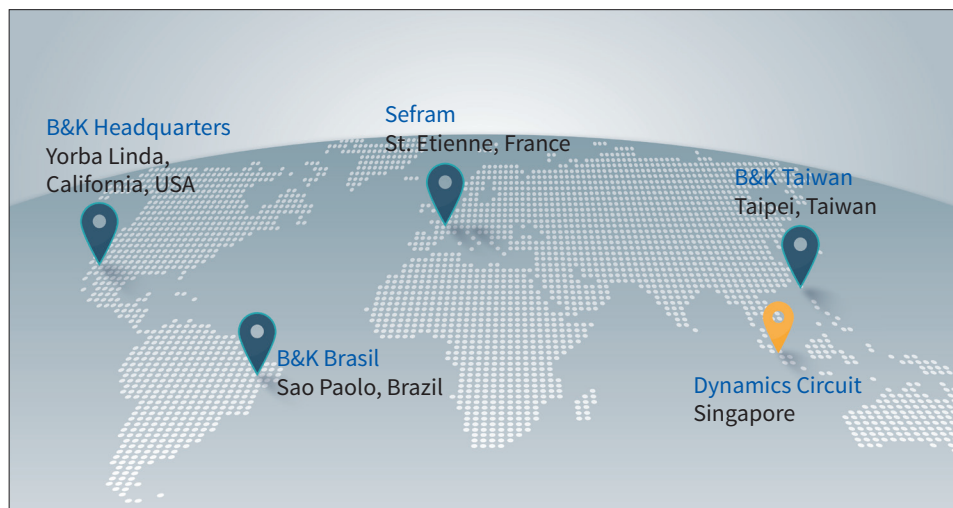 B&K Headquarters
Yorba Linda,
California, USA
Sefram
St. Etienne, France
B&K Taiwan
Taipei, Taiwan
B&K Brasil
Sao Paolo, Brazil
Dynamics Circuit
Singapore